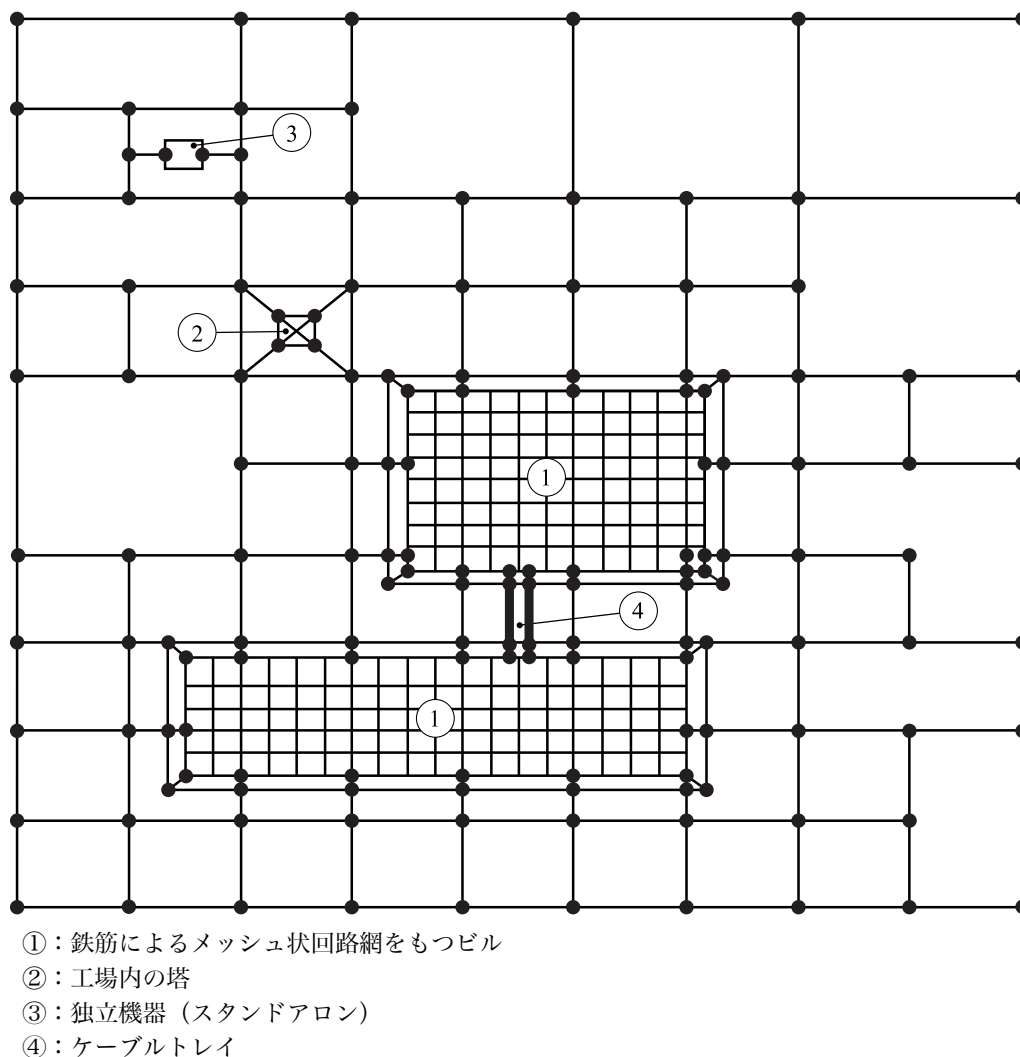 3
2
1
4
1
①：鉄筋によるメッシュ状回路網をもつビル
②：工場内の塔
③：独立機器（スタンドアロン）
④：ケーブルトレイ